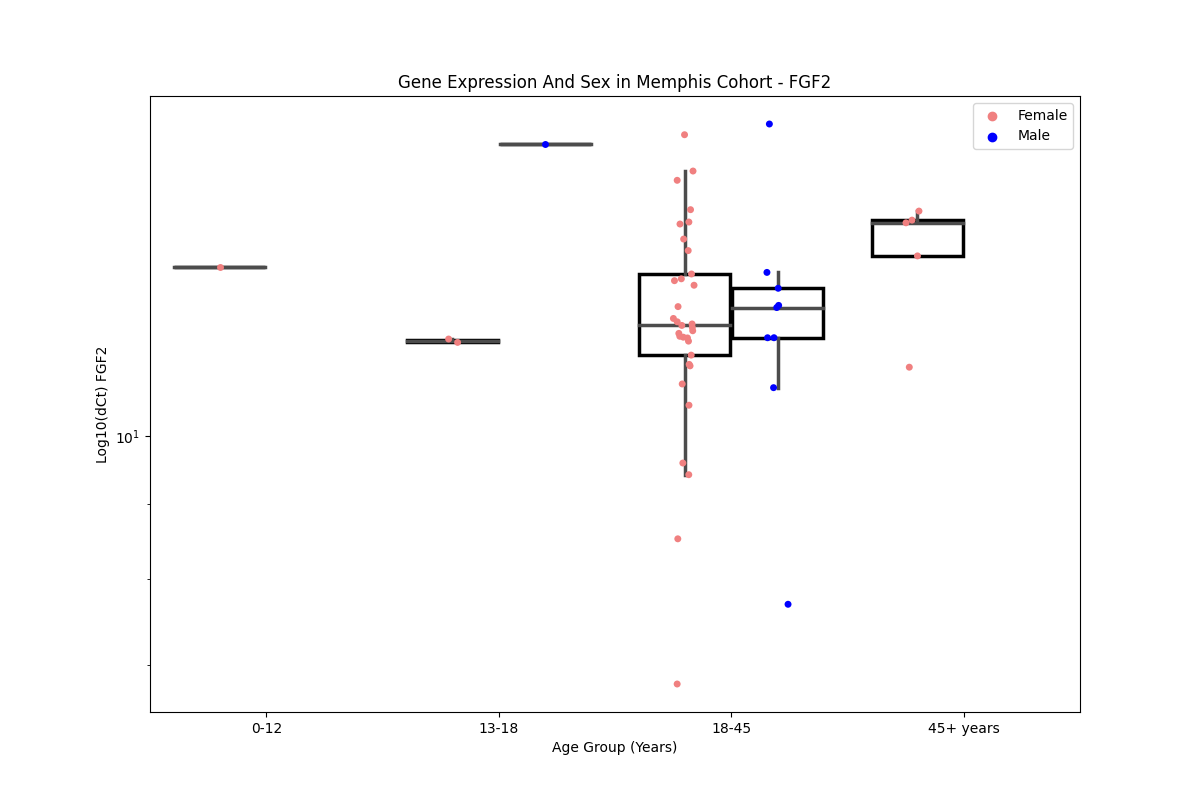 Gene Expression And Sex in Memphis Cohort - FGF2
Female
Male
Log10(dCt) FGF2
10¹
0-12
13-18
18-45
45+ years
Age Group (Years)